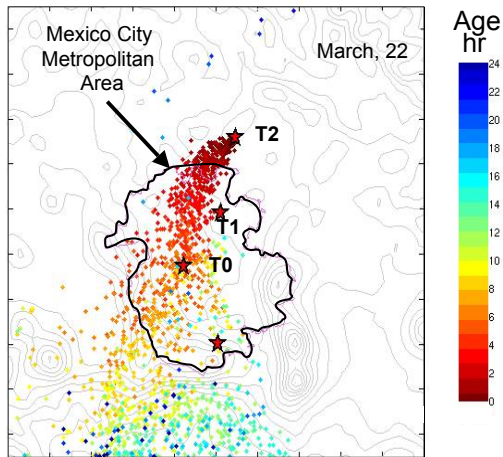 Mexico City
Metropolitan
Area
March, 22
T2
T1
T0
Age
hr
24
22
20
18
16
14
12
10
8
6
4
2
0